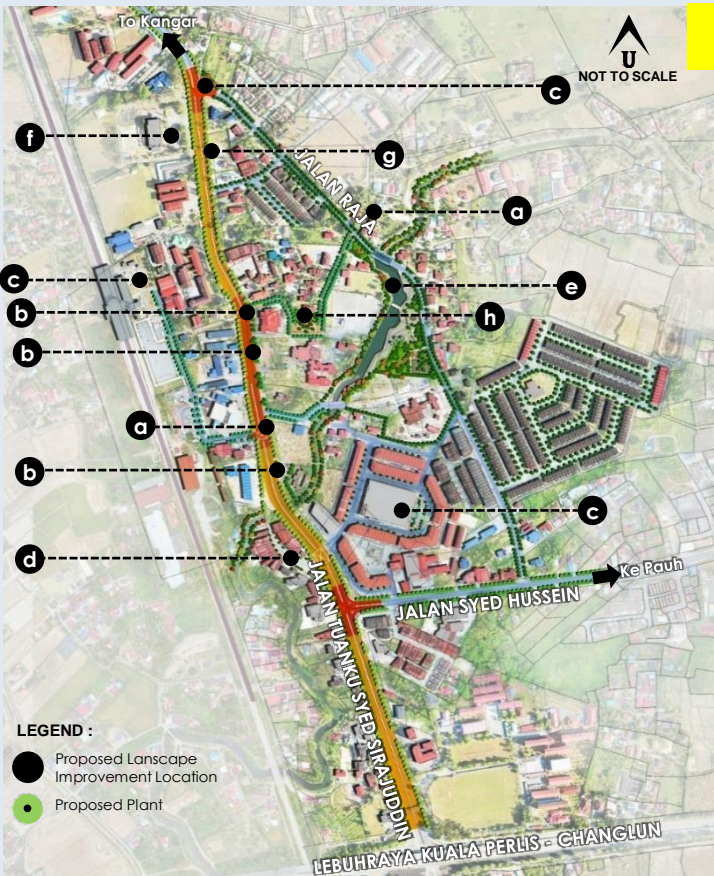 To Kangar
U
NOT TO SCALE
c
f
g
JALAN RAJA
a
c
e
b
h
b
a
b
c
d
Ke Pauh
JALAN SYED HUSSEIN
JALAN TUANKU SYED SIRAJUDDIN
LEGEND :
Proposed Lanscape
Improvement Location
Proposed Plant
LEBUHRAYA KUALA PERLIS - CHANGLUN